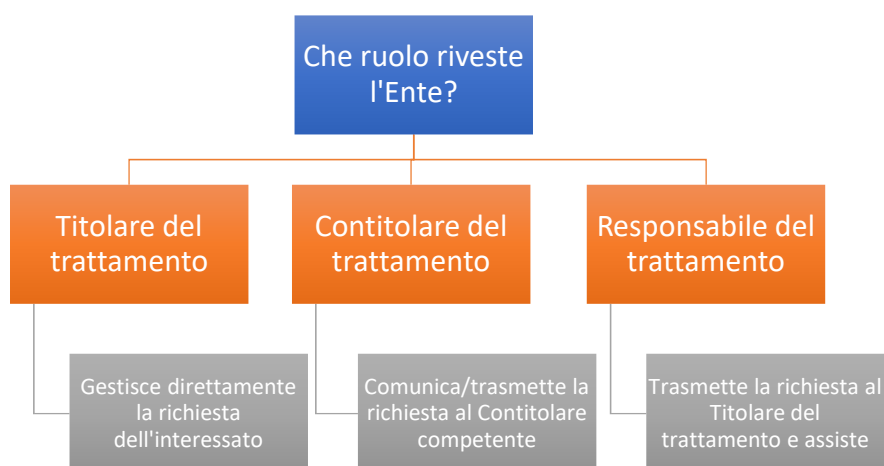 Che ruolo riveste
l'Ente?
Titolare del
trattamento
Contitolare del
trattamento
Responsabile del
trattamento
Gestisce direttamente
la richiesta
dell'interessato
Comunica/trasmette la
richiesta al Contitolare
competente
Trasmette la richiesta al
Titolare del
trattamento e assiste